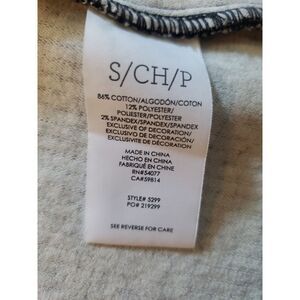 S/CH/P
86% COTTON/ALGODÓN/COTON
12% POLYESTER/
POLIESTER/POLYESTER
2% SPANDEX/SPANDEX/SPANDEX
EXCLUSIVE OF DECORATION/
EXCLUSIVO DE DECORACIÓN/
EXCLUSIVITE DE DÉCORATION
MADE IN CHINA
HECHO EN CHINA
FABRIQUÉ EN CHINE
RN#54077
CA#59814
STYLE# 5299
PO# 219299
SEE REVERSE FOR CARE